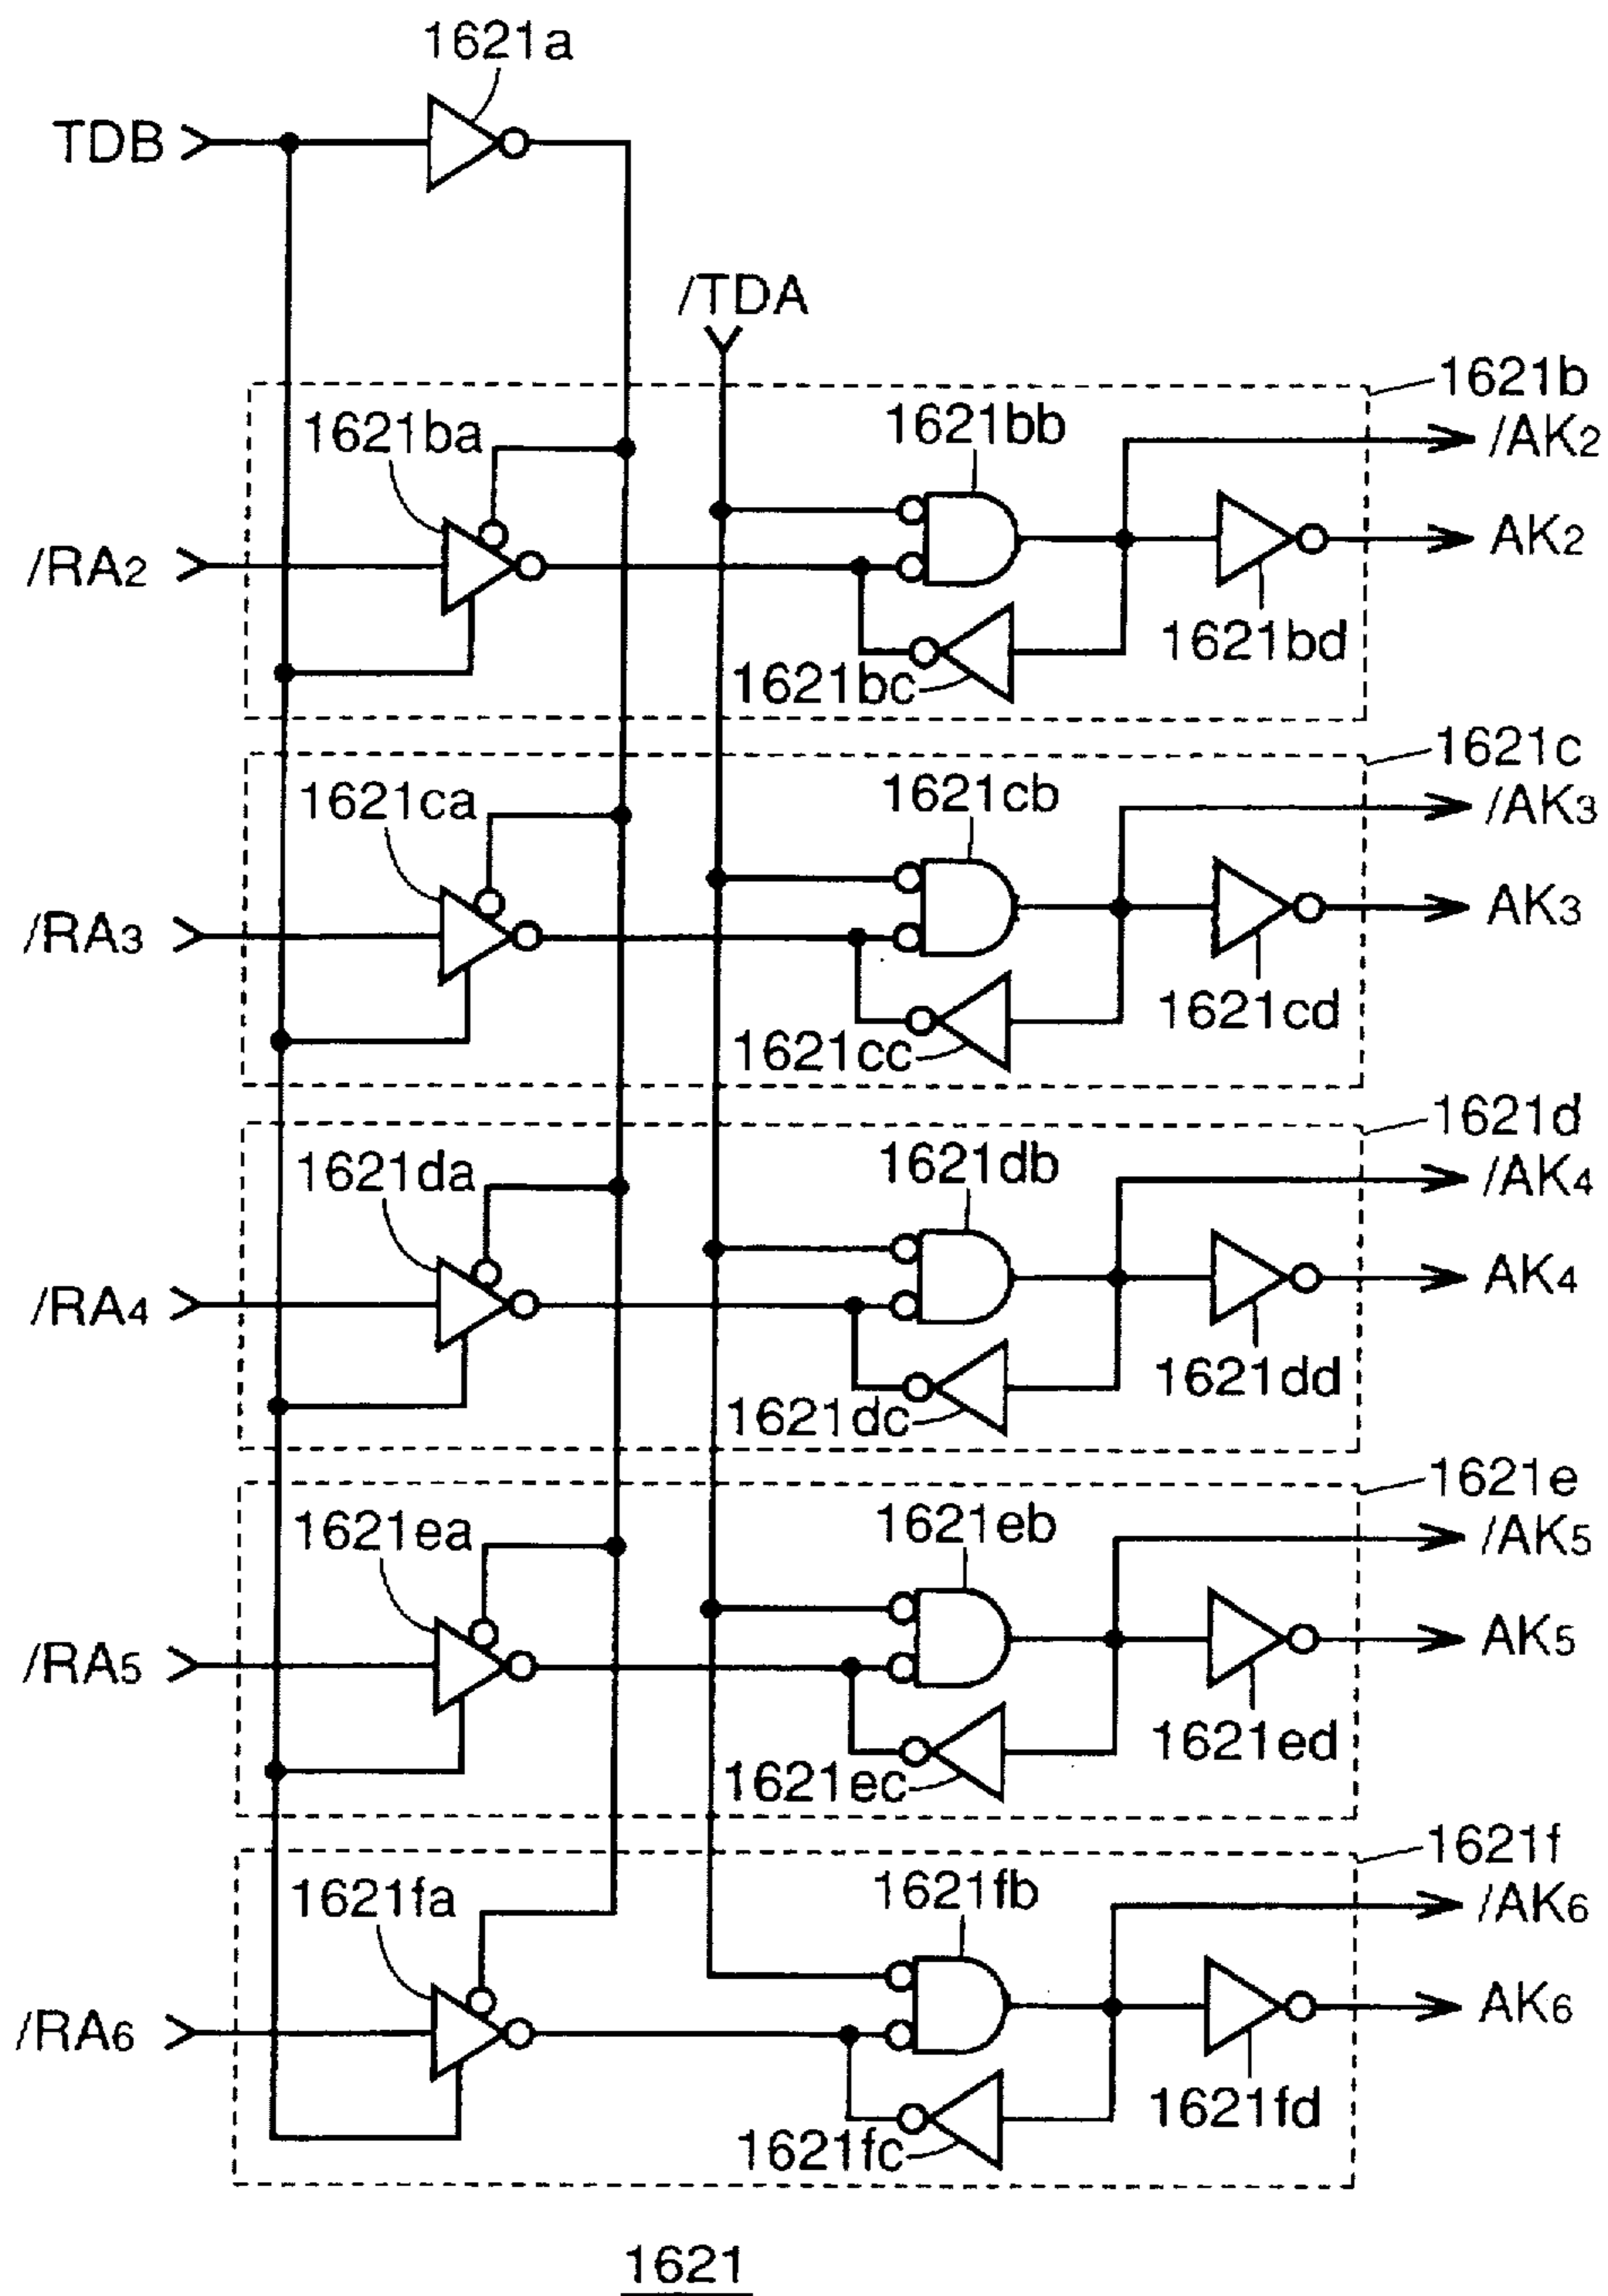 1621a
TDB
/TDA
1621b
1621ba
1621bb
/AK2
/RA2
AK2
1621bc
1621bd
1621c
1621ca
1621cb
/AK3
/RA3
AK3
1621cc
1621cd
1621d
1621da
1621db
/AK4
/RA4
AK4
1621dc
1621dd
1621e
1621ea
1621eb
/AK5
/RA5
AK5
1621ec
1621ed
1621f
1621fa
1621fb
/AK6
/RA6
AK6
1621fc
1621fd
1621